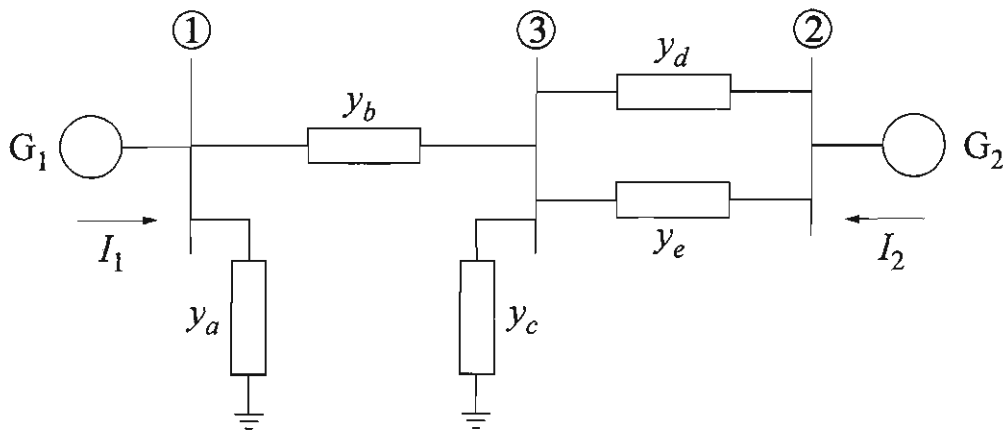 ① ③ ②
y_d
y_b
G₁ G₂
I₁ y_e I₂
y_a y_c